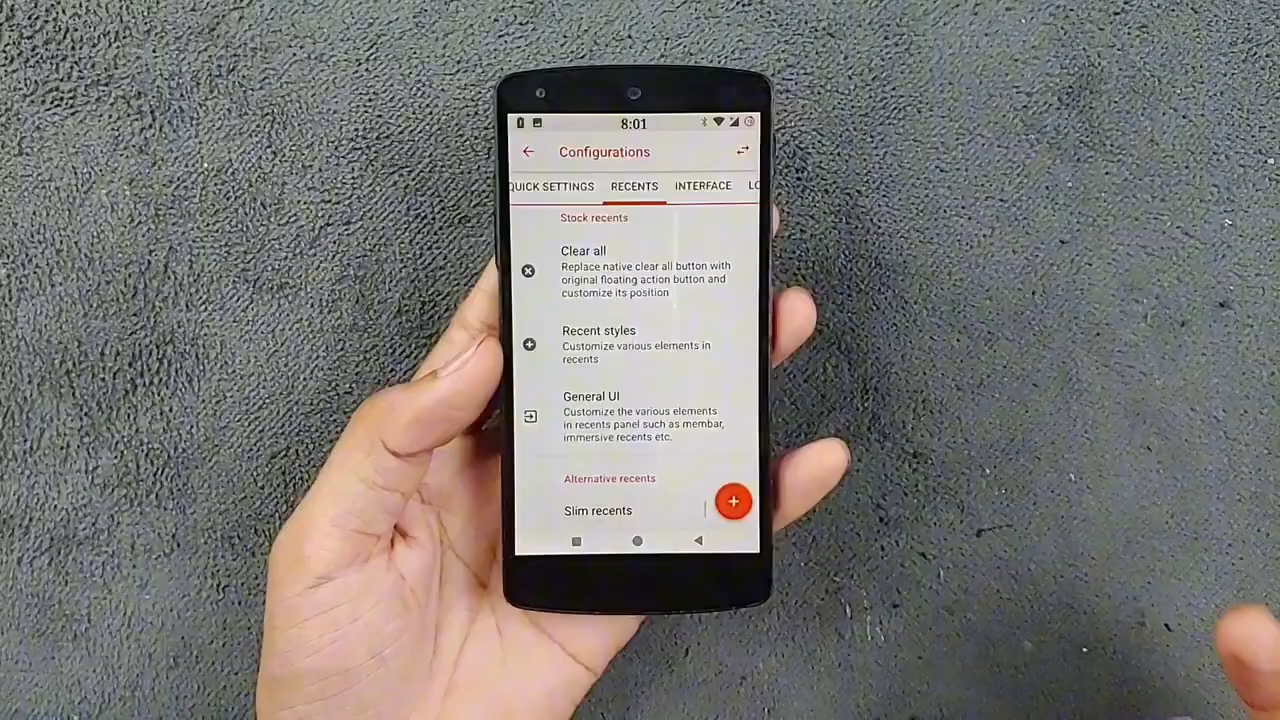 8:01
Configurations
QUICK SETTINGS RECENTS INTERFACE LO
Stock recents
Clear all
Replace native clear all button with
original floating action button and
customize its position
Recent styles
Customize various elements in
recents
General UI
Customize the various elements
in recents panel such as membar,
immersive recents etc.
Alternative recents
Slim recents